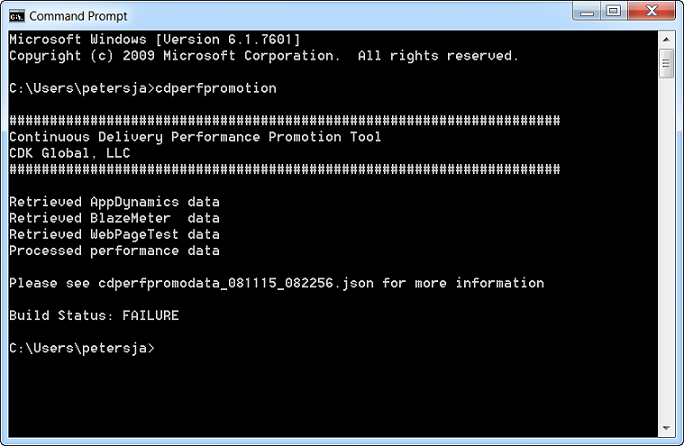 Command Prompt
Microsoft Windows [Version 6.1.7601]
Copyright (c) 2009 Microsoft Corporation.  All rights reserved.
C:\Users\petersja>cdperfpromotion
####################################################################
Continuous Delivery Performance Promotion Tool
CDK Global, LLC
####################################################################
Retrieved AppDynamics data
Retrieved BlazeMeter  data
Retrieved WebPageTest data
Processed performance data
Please see cdperfpromodata_081115_082256.json for more information
Build Status: FAILURE
C:\Users\petersja>